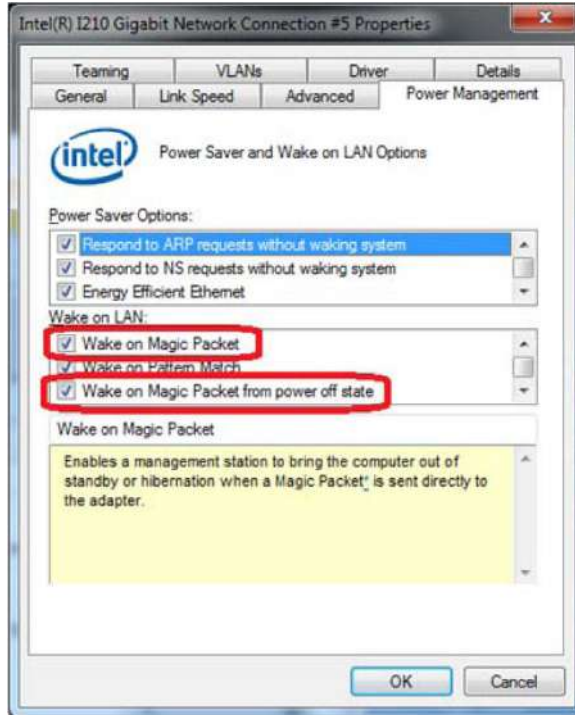 Intel(R) I210 Gigabit Network Connection #5 Properties
Teaming VLANs Driver Details
General Link Speed Advanced Power Management
intel
Power Saver and Wake on LAN Options
Power Saver Options:
Respond to ARP requests without waking system
Respond to NS requests without waking system
Energy Efficient Ethernet
Wake on LAN:
Wake on Magic Packet
Wake on Pattern Match
Wake on Magic Packet from power off state
Wake on Magic Packet
Enables a management station to bring the computer out of
standby or hibernation when a Magic Packet* is sent directly to
the adapter.
OK Cancel